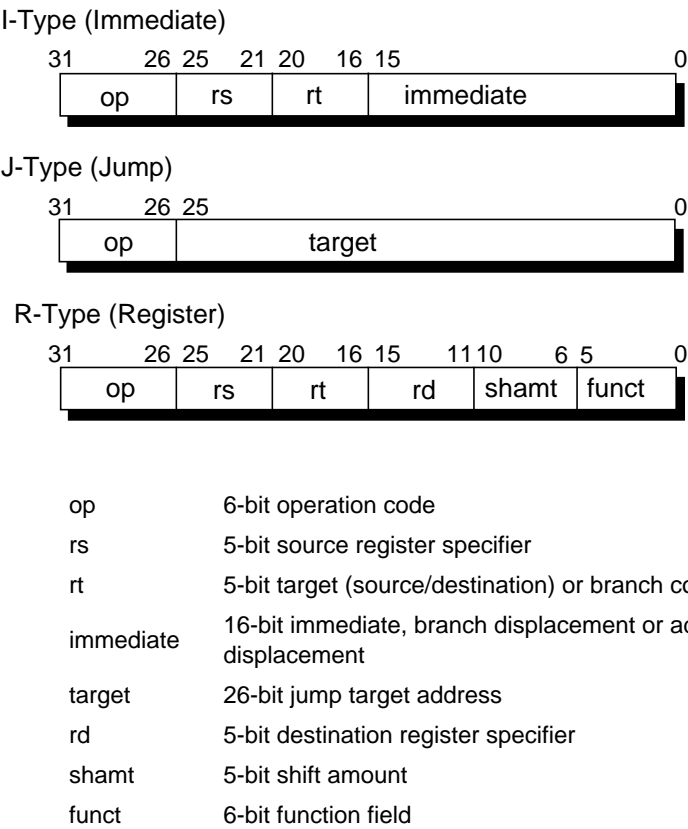 I-Type (Immediate)
31 26 25 21 20 16 15 0
op rs rt immediate
J-Type (Jump)
31 26 25 0
op target
R-Type (Register)
31 26 25 21 20 16 15 11 10 6 5 0
op rs rt rd shamt funct
op 6-bit operation code
rs 5-bit source register specifier
rt 5-bit target (source/destination) or branch
immediate 16-bit immediate, branch displacement or
displacement
target 26-bit jump target address
rd 5-bit destination register specifier
shamt 5-bit shift amount
funct 6-bit function field